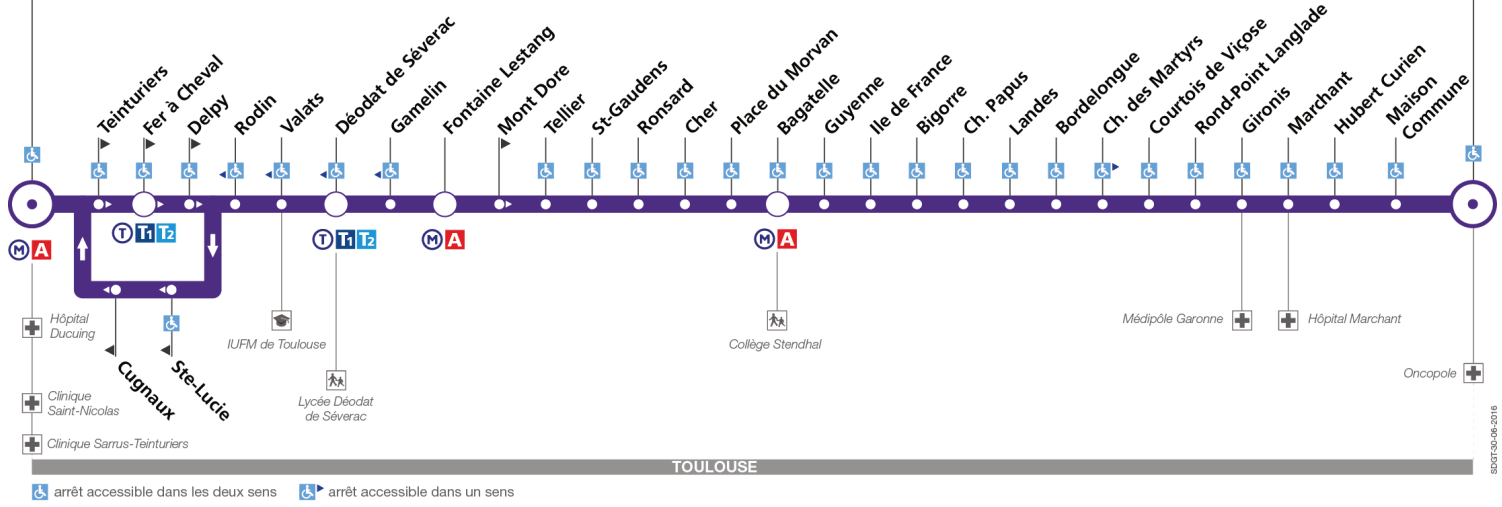 Teinturiers
Fer à Cheval
Delpy
Rodin
Valats
Déodat de Séverac
Gamelin
Fontaine Lestang
Mont Dore
Tellier
St-Gaudens
Ronsard
Cher
Place du Morvan
Bagatelle
Guyenne
Ile de France
Bigorre
Ch. Papus
Landes
Bordelongue
Ch. des Martyrs
Courtois de Viçose
Rond-Point Langlade
Gironis
Marchant
Hubert Curien
Maison
Commune
M A
T T1 T2
T T1 T2
M A
M A
Hôpital
Ducuing
IUFM de Toulouse
Collège Stendhal
Médipôle Garonne
Hôpital Marchant
Cugnaux
Ste-Lucie
Oncopole
Clinique
Saint-Nicolas
Lycée Déodat
de Séverac
Clinique Sarrus-Teinturiers
TOULOUSE
arrêt accessible dans les deux sens
arrêt accessible dans un sens
SDGT-30-06-2016